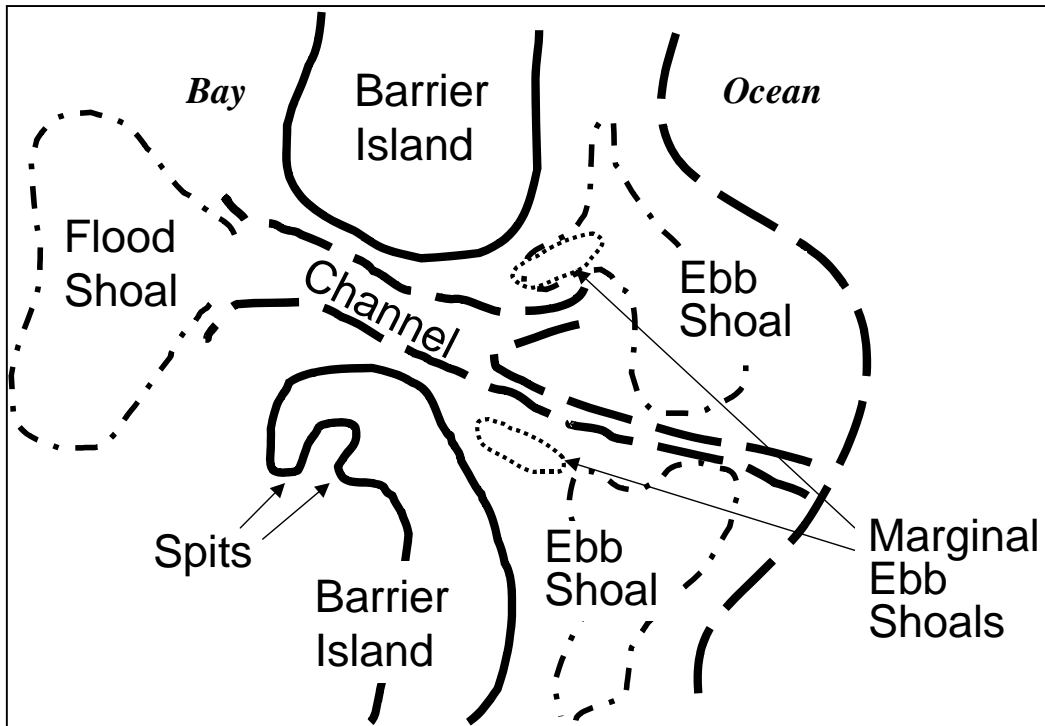 Bay
Barrier
Island
Ocean
Flood
Shoal
Channel
Ebb
Shoal
Spits
Barrier
Island
Ebb
Shoal
Marginal
Ebb
Shoals